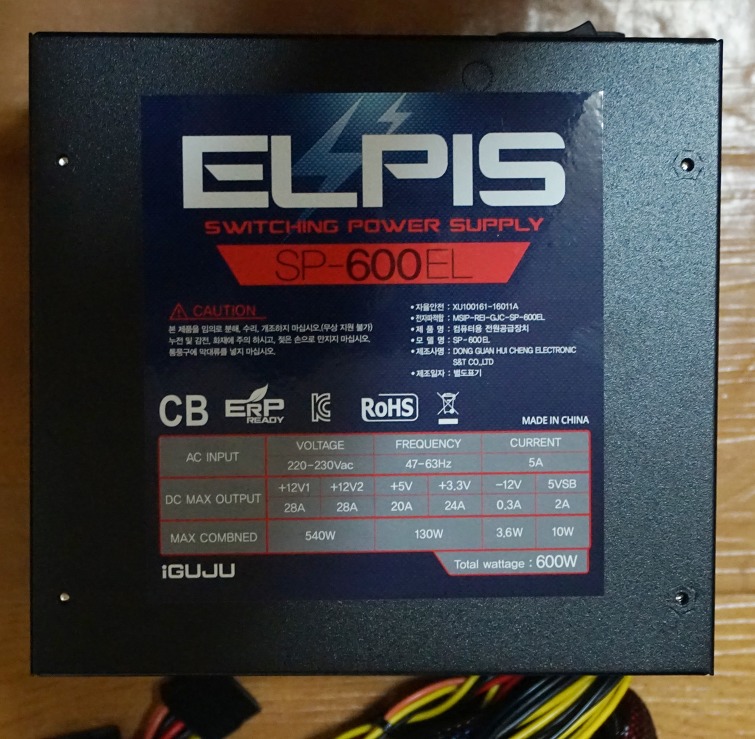 ELPIS
SWITCHING POWER SUPPLY
SP-600EL
CAUTION
본 제품을 임의로 분해, 수리, 개조하지 마십시오.(무상 지원 불가)
누전 및 감전, 화재에 주의 하시고, 젖은 손으로 만지지 마십시오.
통풍구에 막대류를 넣지 마십시오.
• 자율안전 : XU100161-16011A
• 전자파적합 : MSIP-REI-GJC-SP-600EL
• 제 품 명 : 컴퓨터용 전원공급장치
• 모 델 명 : SP-600EL
• 제조사명 : DONG GUAN HUI CHENG ELECTRONIC
S&T CO.,LTD
• 제조일자 : 별도표기
CB ErP READY RoHS
MADE IN CHINA
AC INPUT VOLTAGE FREQUENCY CURRENT
220-230Vac 47-63Hz 5A
DC MAX OUTPUT +12V1 +12V2 +5V +3.3V -12V 5VSB
28A 28A 20A 24A 0.3A 2A
MAX COMBNED 540W 130W 3.6W 10W
Total wattage : 600W
iGUJU